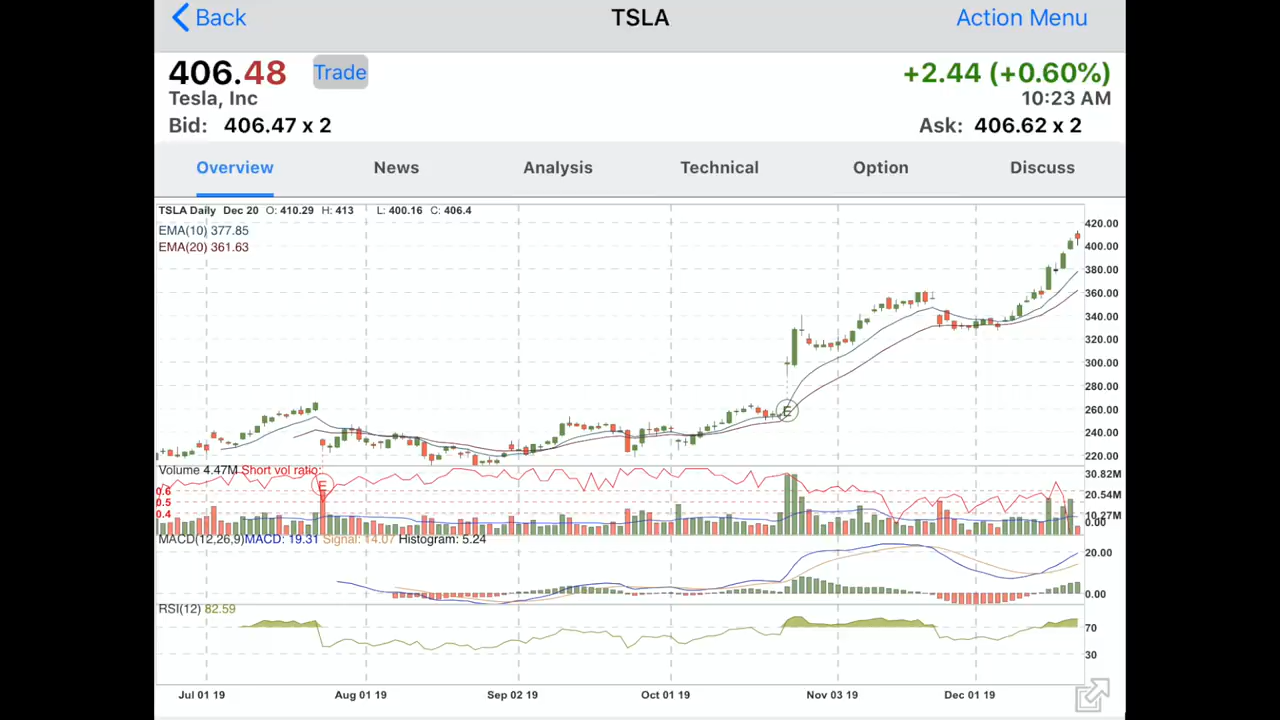 Back TSLA Action Menu
406.48 Trade +2.44 (+0.60%)
Tesla, Inc 10:23 AM
Bid: 406.47 x 2 Ask: 406.62 x 2
Overview News Analysis Technical Option Discuss
TSLA Daily Dec 20 O: 410.29 H: 413 L: 400.16 C: 406.4
EMA(10) 377.85
EMA(20) 361.63
420.00
400.00
380.00
360.00
340.00
320.00
300.00
280.00
260.00
240.00
220.00
E
Volume 4.47M Short vol ratio:
E
0.6
0.5
0.4
30.82M
20.54M
10.27M
0.00
MACD(12,26,9)MACD: 19.31 Signal: 14.07 Histogram: 5.24
20.00
0.00
RSI(12) 82.59
70
30
Jul 01 19 Aug 01 19 Sep 02 19 Oct 01 19 Nov 03 19 Dec 01 19